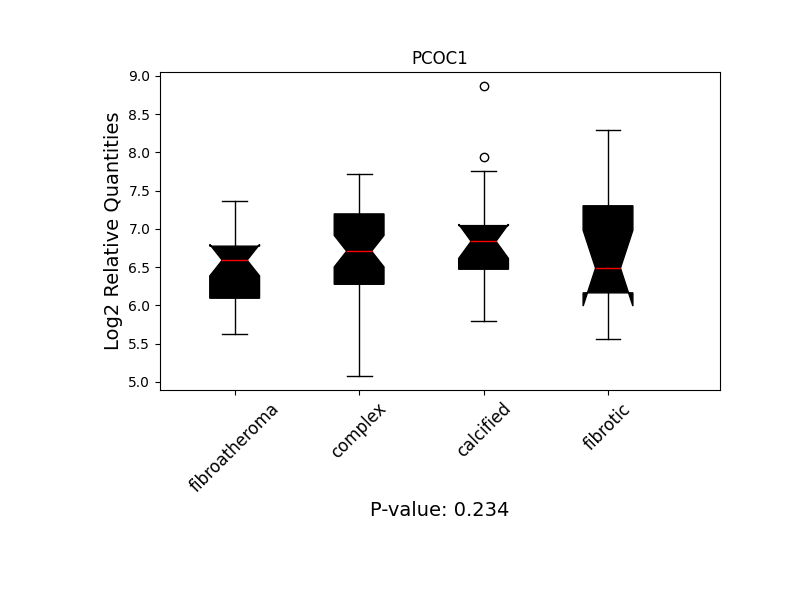 PCOC1
Log2 Relative Quantities
9.0
8.5
8.0
7.5
7.0
6.5
6.0
5.5
5.0
fibroatheroma
complex
calcified
fibrotic
P-value: 0.234